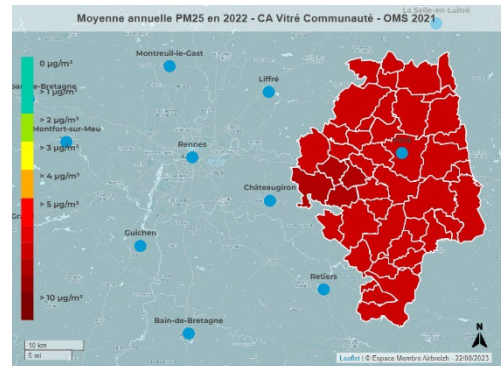 La Selle-en-Luitré
Moyenne annuelle PM25 en 2022 - CA Vitré Communauté - OMS 2021
Montreuil-le-Gast
0 µg/m³
Liffré
> 1 µg/m³
> 2 µg/m³
Montfort-sur-Meu
> 3 µg/m³
Rennes
> 4 µg/m³
> 5 µg/m³
Châteaugiron
Guichen
Retiers
> 10 µg/m³
Bain-de-Bretagne
10 km
5 mi
N
Leaflet | © Espace Membre Airbreizh - 22/08/2023